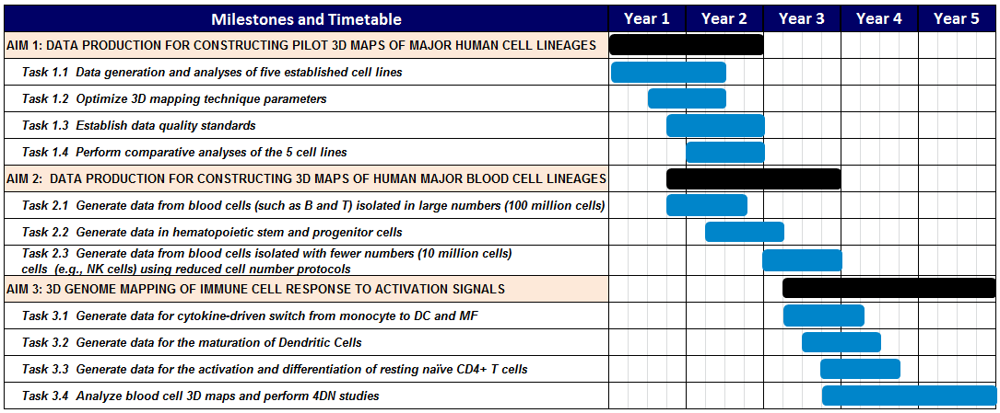 Milestones and Timetable Year 1 Year 2 Year 3 Year 4 Year 5
AIM 1: DATA PRODUCTION FOR CONSTRUCTING PILOT 3D MAPS OF MAJOR HUMAN CELL LINEAGES
Task 1.1 Data generation and analyses of five established cell lines
Task 1.2 Optimize 3D mapping technique parameters
Task 1.3 Establish data quality standards
Task 1.4 Perform comparative analyses of the 5 cell lines
AIM 2: DATA PRODUCTION FOR CONSTRUCTING 3D MAPS OF HUMAN MAJOR BLOOD CELL LINEAGES
Task 2.1 Generate data from blood cells (such as B and T) isolated in large numbers (100 million cells)
Task 2.2 Generate data in hematopoietic stem and progenitor cells
Task 2.3 Generate data from blood cells isolated with fewer numbers (10 million cells)
cells (e.g., NK cells) using reduced cell number protocols
AIM 3: 3D GENOME MAPPING OF IMMUNE CELL RESPONSE TO ACTIVATION SIGNALS
Task 3.1 Generate data for cytokine-driven switch from monocyte to DC and MF
Task 3.2 Generate data for the maturation of Dendritic Cells
Task 3.3 Generate data for the activation and differentiation of resting naïve CD4+ T cells
Task 3.4 Analyze blood cell 3D maps and perform 4DN studies